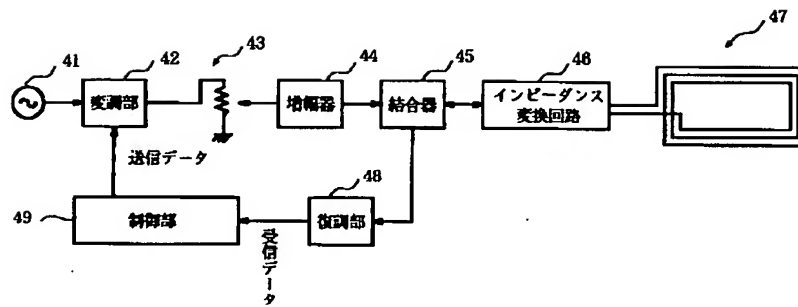 41
42
43
44
45
46
47
変調部
増幅器
結合器
インピーダンス
変換回路
送信データ
48
49
制御部
復調部
受信データ